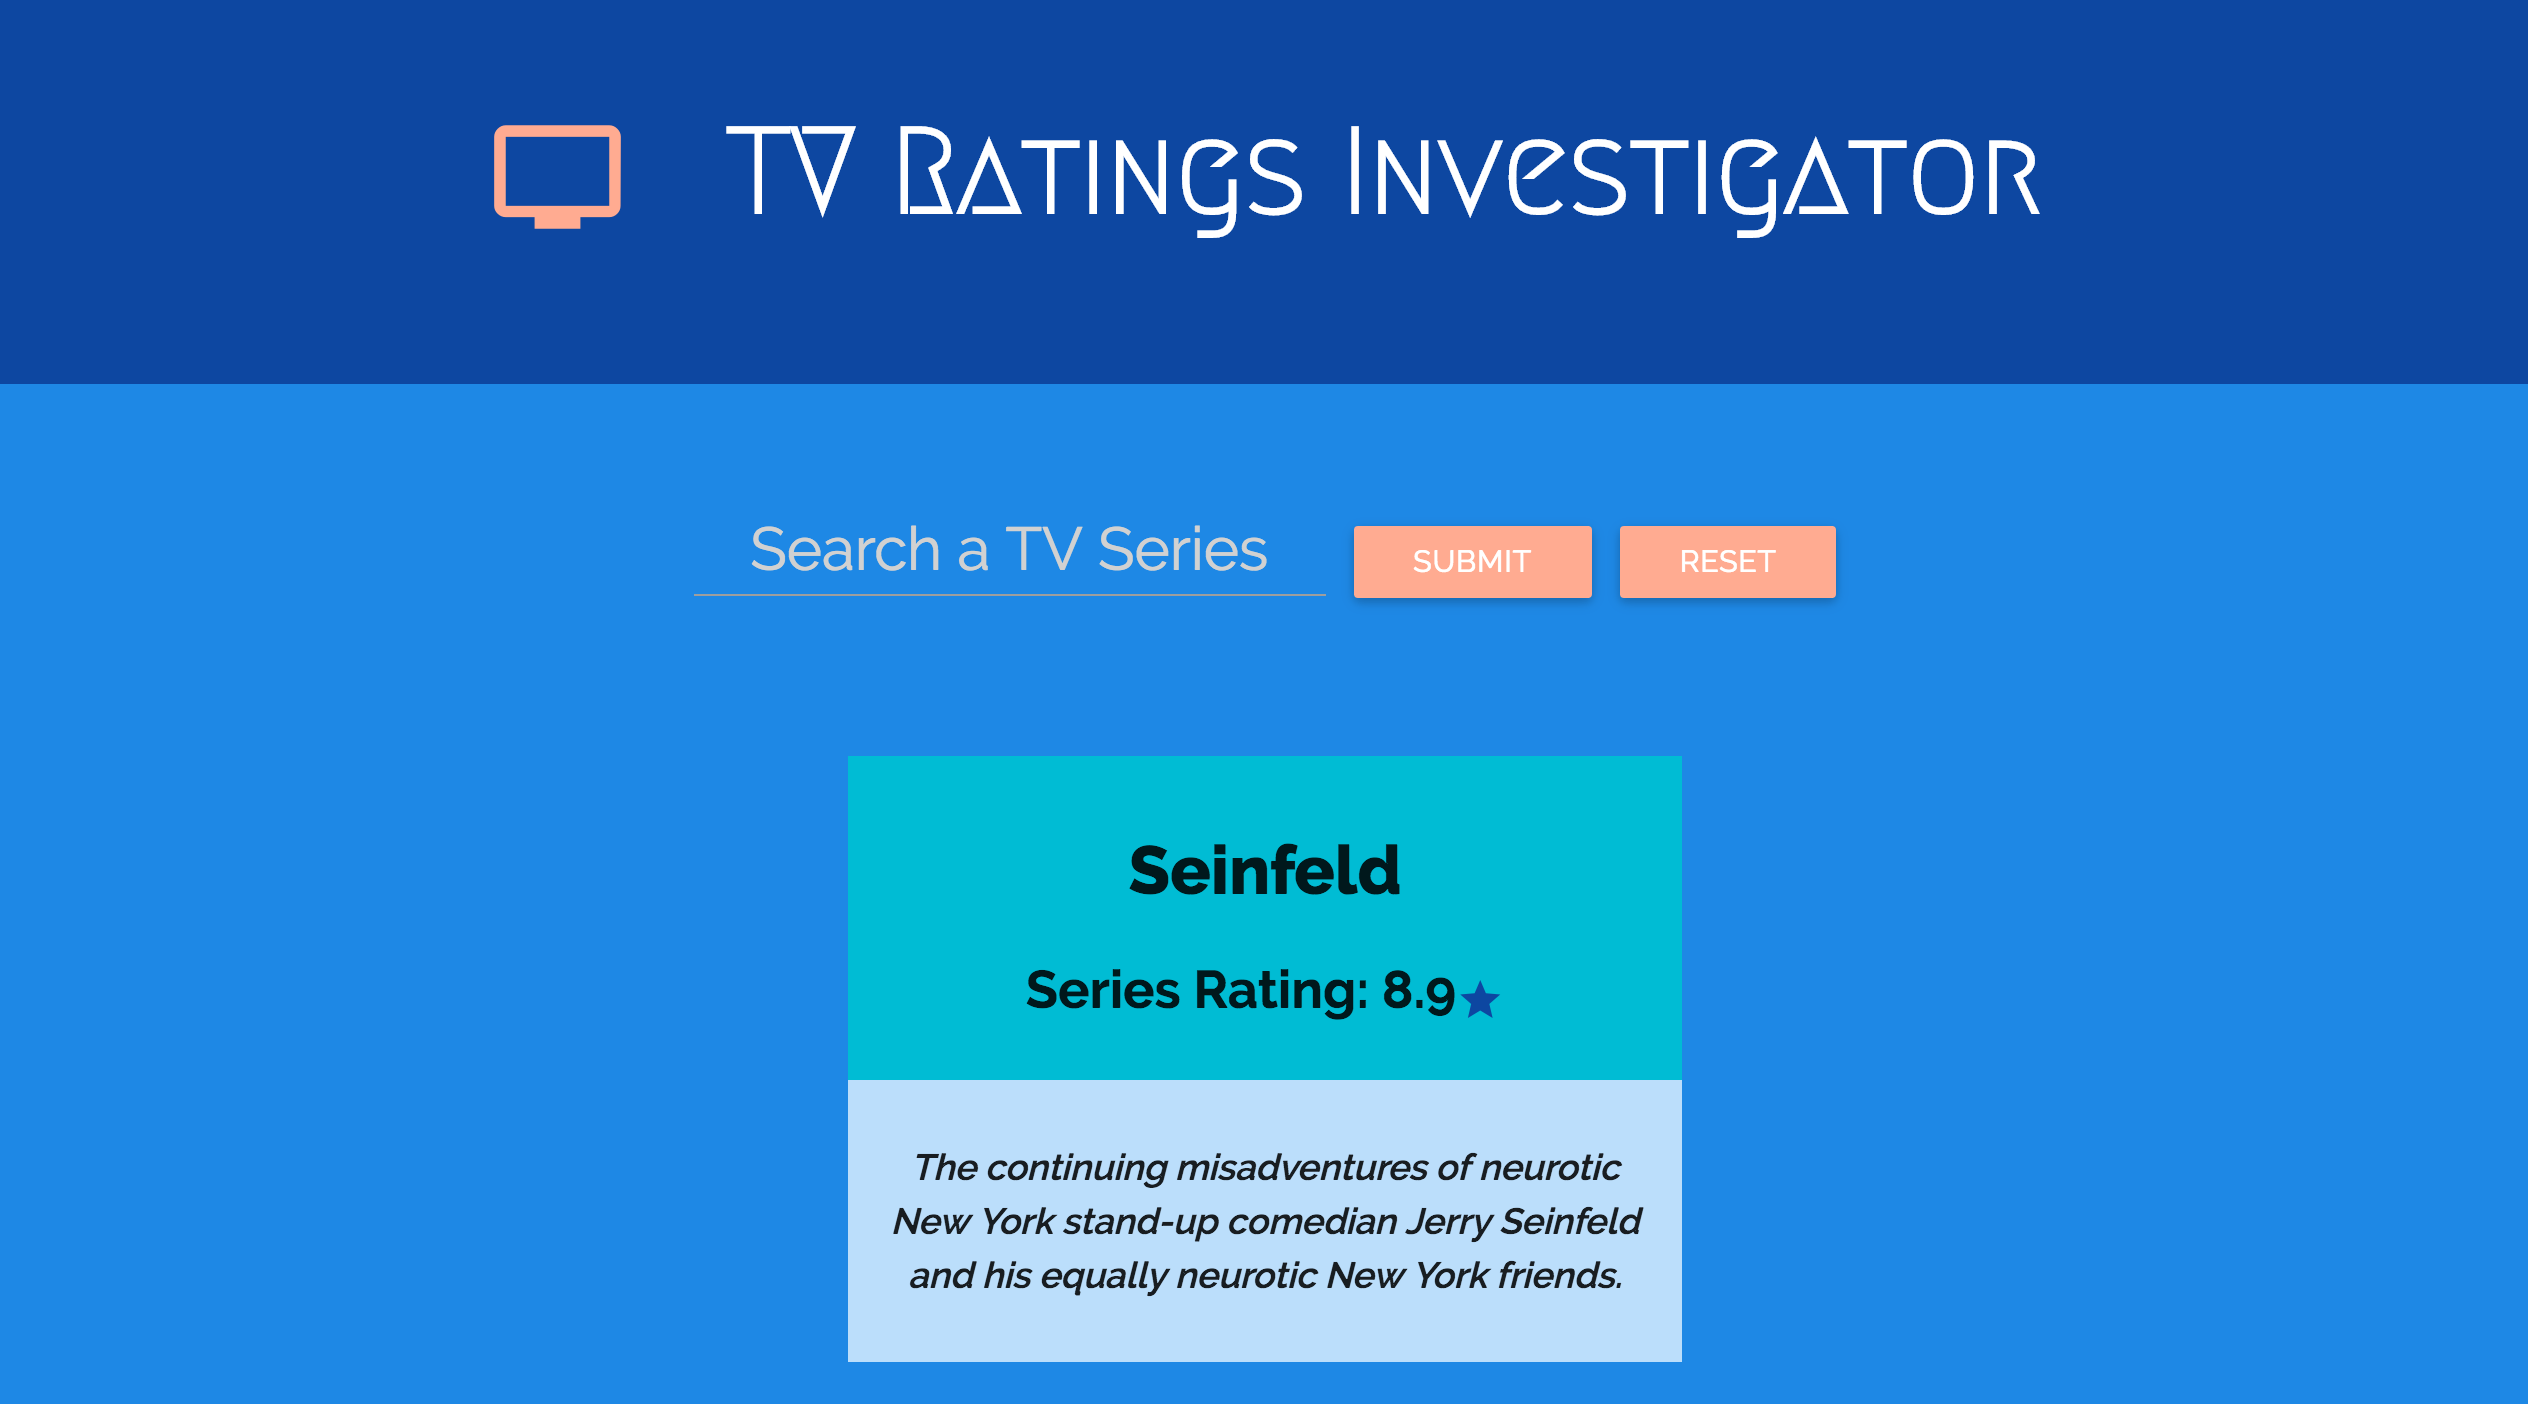 TV Ratings Investigator
Search a TV Series
SUBMIT
RESET
Seinfeld
Series Rating: 8.9
The continuing misadventures of neurotic
New York stand-up comedian Jerry Seinfeld
and his equally neurotic New York friends.